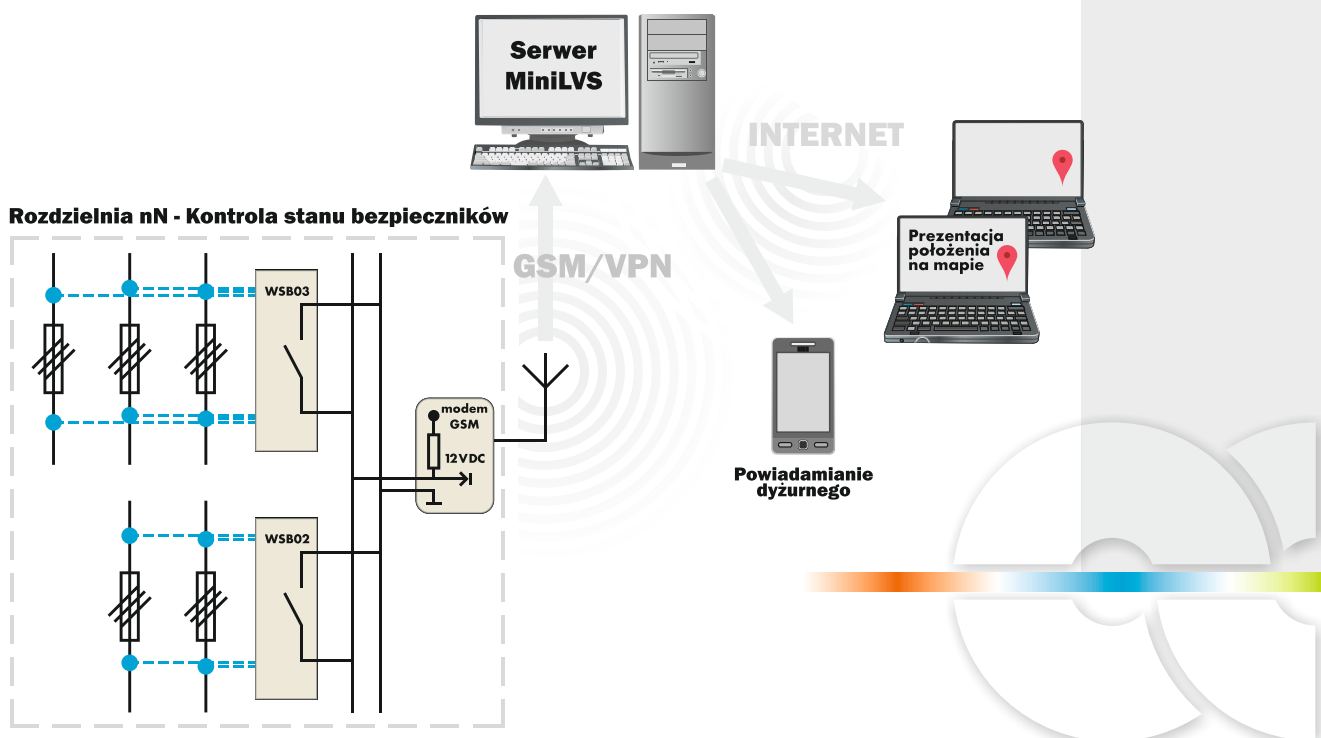 Serwer
MiniLVS
INTERNET
Rozdzielnia nN - Kontrola stanu bezpieczników
GSM/VPN
Prezentacja
położenia
na mapie
WSB03
modem
GSM
12VDC
Powiadamianie
dyżurnego
WSB02